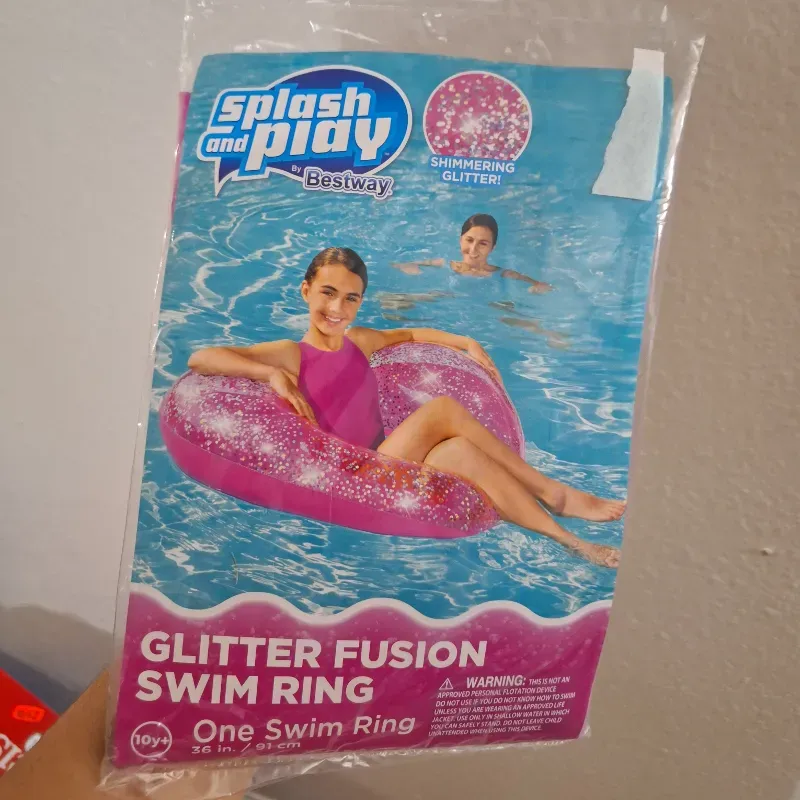 splash
and play™
By Bestway®
SHIMMERING
GLITTER!
GLITTER FUSION
SWIM RING
10y+
One Swim Ring
36 in. / 91 cm
⚠ WARNING: THIS IS NOT AN
APPROVED PERSONAL FLOTATION DEVICE
DO NOT USE IF YOU DO NOT KNOW HOW TO SWIM
UNLESS YOU ARE WEARING AN APPROVED LIFE
JACKET. USE ONLY IN SHALLOW WATER IN WHICH
YOU CAN SAFELY STAND. DO NOT LEAVE CHILD
UNATTENDED WHEN USING THIS DEVICE.